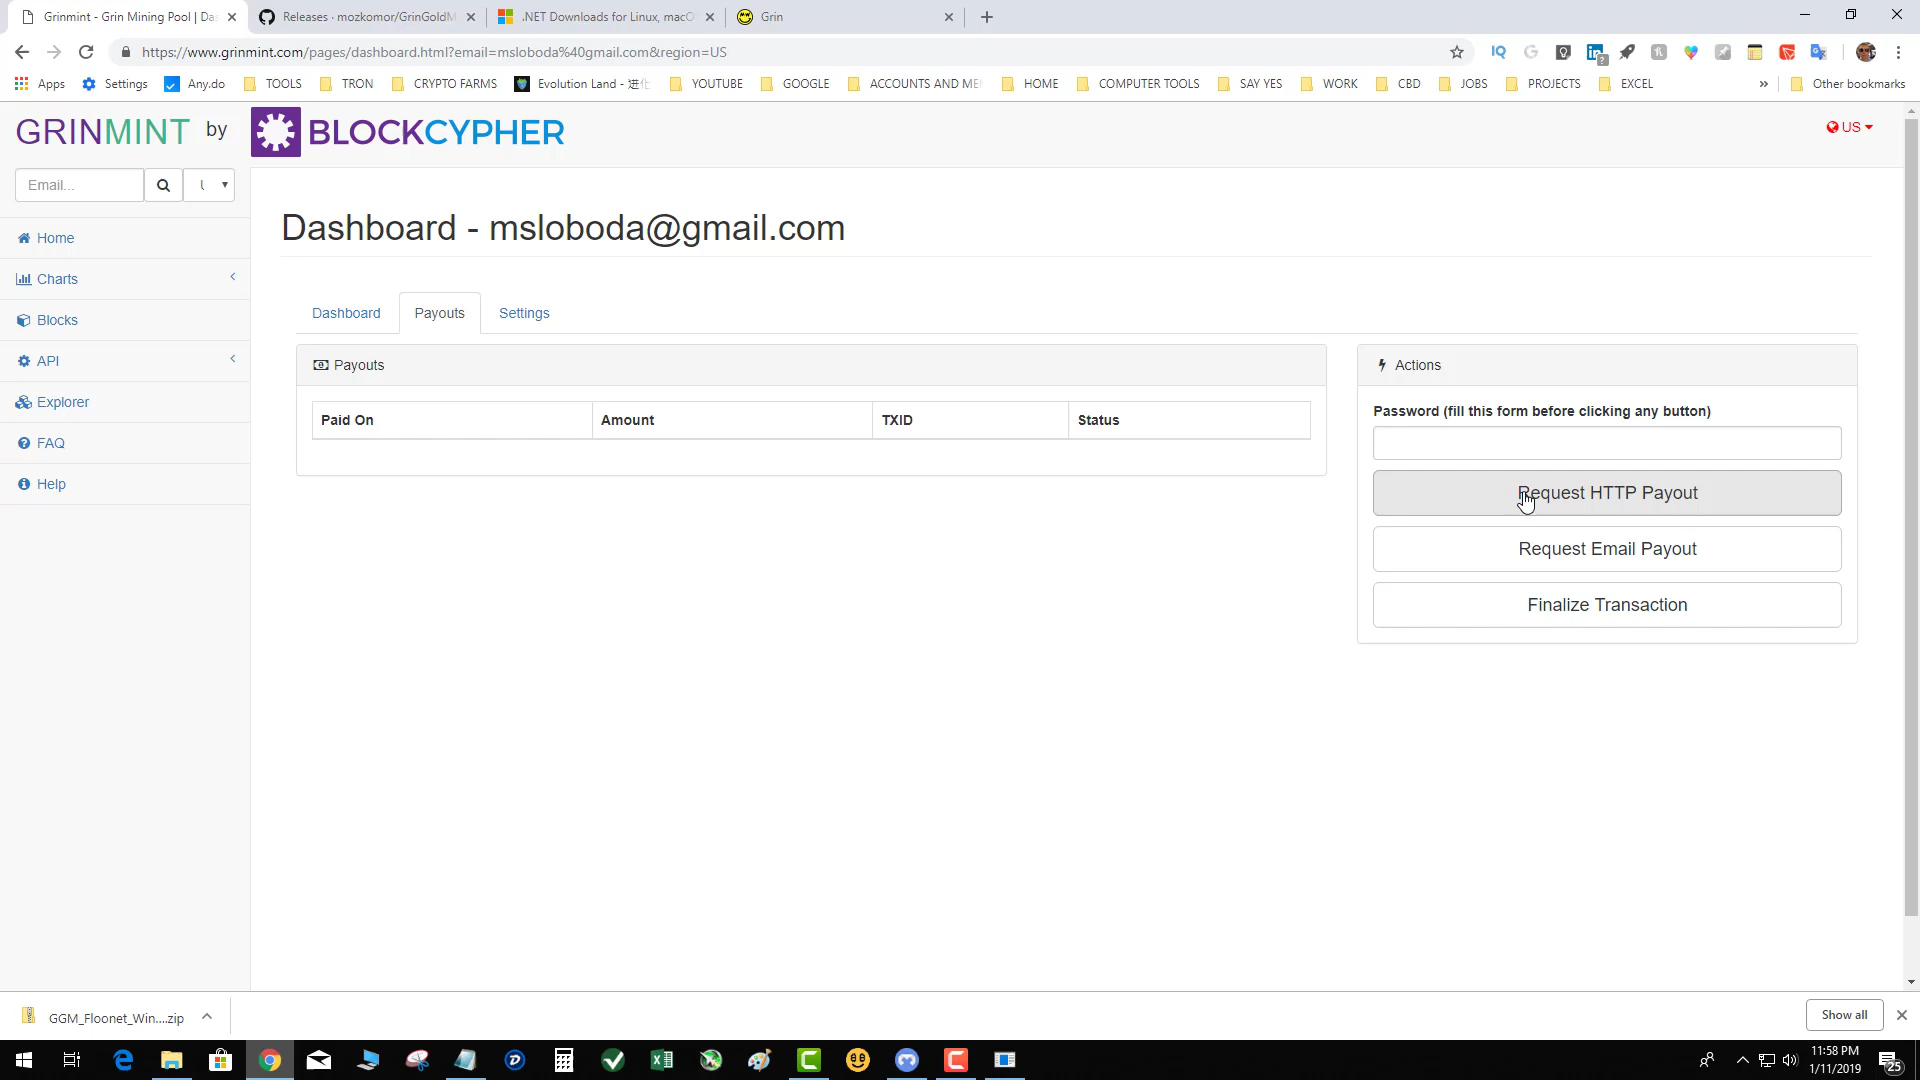 Grinmint - Grin Mining Pool | Da
Releases · mozkomor/GrinGoldM
.NET Downloads for Linux, macO
Grin
https://www.grinmint.com/pages/dashboard.html?email=msloboda%40gmail.com&region=US
Apps
Settings
Any.do
TOOLS
TRON
CRYPTO FARMS
Evolution Land - 进化
YOUTUBE
GOOGLE
ACCOUNTS AND ME
HOME
COMPUTER TOOLS
SAY YES
WORK
CBD
JOBS
PROJECTS
EXCEL
»
Other bookmarks
GRINMINT by
BLOCKCYPHER
US
Email...
Home
Charts
Blocks
API
Explorer
FAQ
Help
Dashboard - msloboda@gmail.com
Dashboard
Payouts
Settings
Payouts
Paid On
Amount
TXID
Status
Actions
Password (fill this form before clicking any button)
Request HTTP Payout
Request Email Payout
Finalize Transaction
GGM_Floonet_Win....zip
Show all
11:58 PM
1/11/2019
25